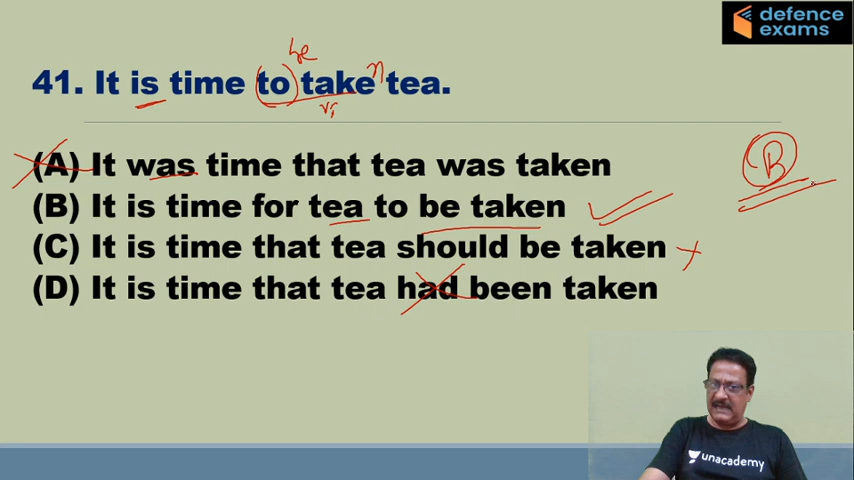 defence
exams
be
n
41. It is time to take tea.
v1
(A) It was time that tea was taken
(B) It is time for tea to be taken
(C) It is time that tea should be taken
(D) It is time that tea had been taken
B
unacademy